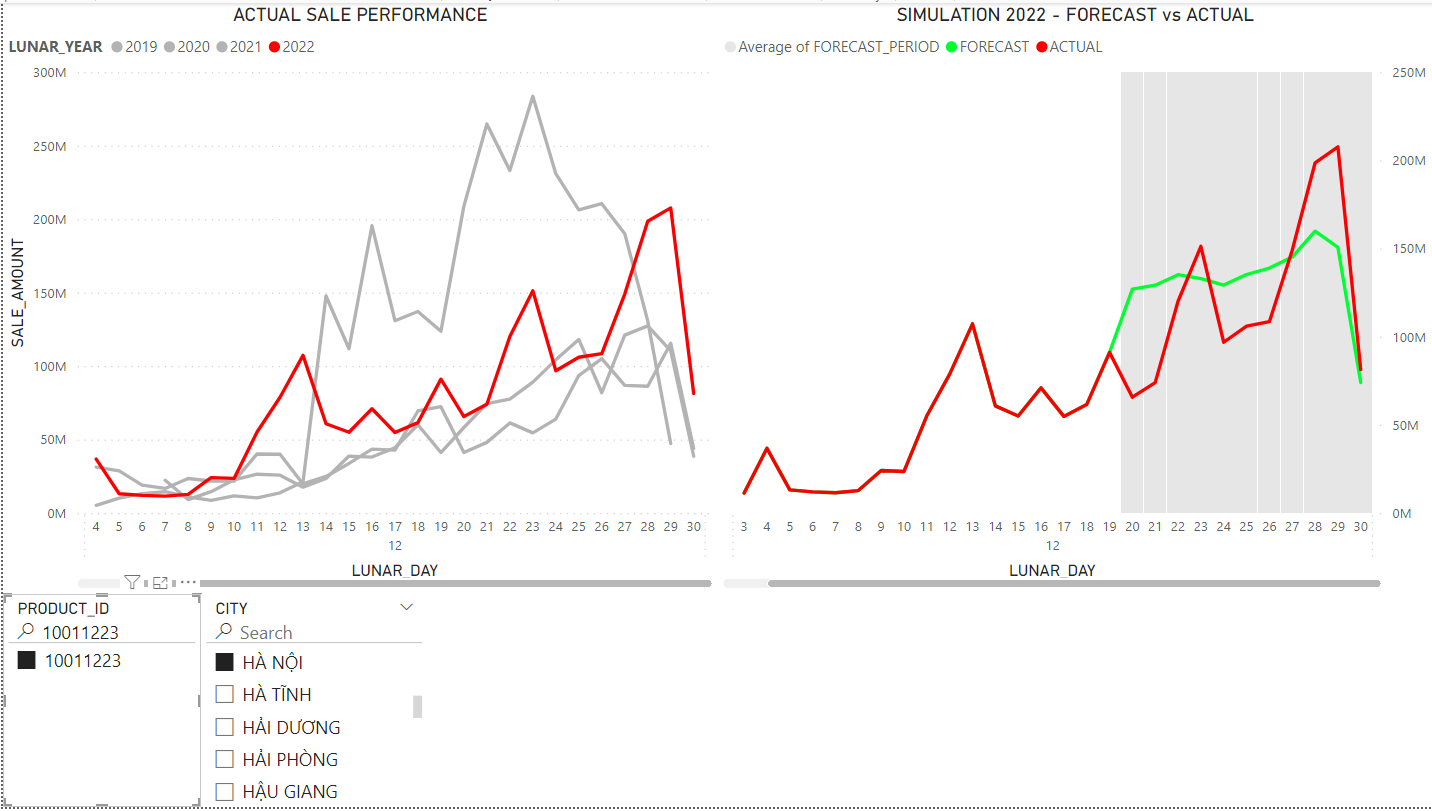 ACTUAL SALE PERFORMANCE
LUNAR_YEAR 2019 2020 2021 2022
300M
250M
200M
150M
100M
50M
0M
SALE_AMOUNT
4 5 6 7 8 9 10 11 12 13 14 15 16 17 18 19 20 21 22 23 24 25 26 27 28 29 30
12
LUNAR_DAY
SIMULATION 2022 - FORECAST vs ACTUAL
Average of FORECAST_PERIOD FORECAST ACTUAL
250M
200M
150M
100M
50M
0M
3 4 5 6 7 8 9 10 11 12 13 14 15 16 17 18 19 20 21 22 23 24 25 26 27 28 29 30
12
LUNAR_DAY
PRODUCT_ID
10011223
10011223
CITY
Search
HÀ NỘI
HÀ TĨNH
HẢI DƯƠNG
HẢI PHÒNG
HẬU GIANG